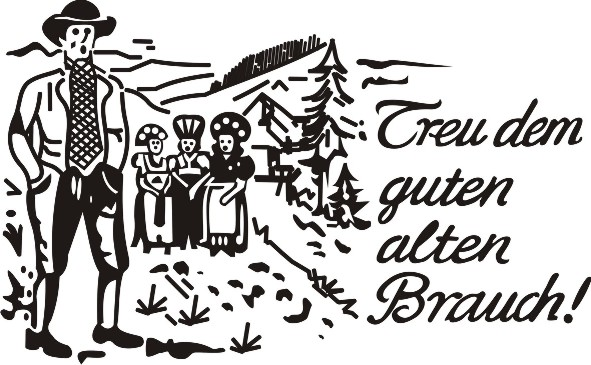 Treu dem
guten
alten
Brauch!